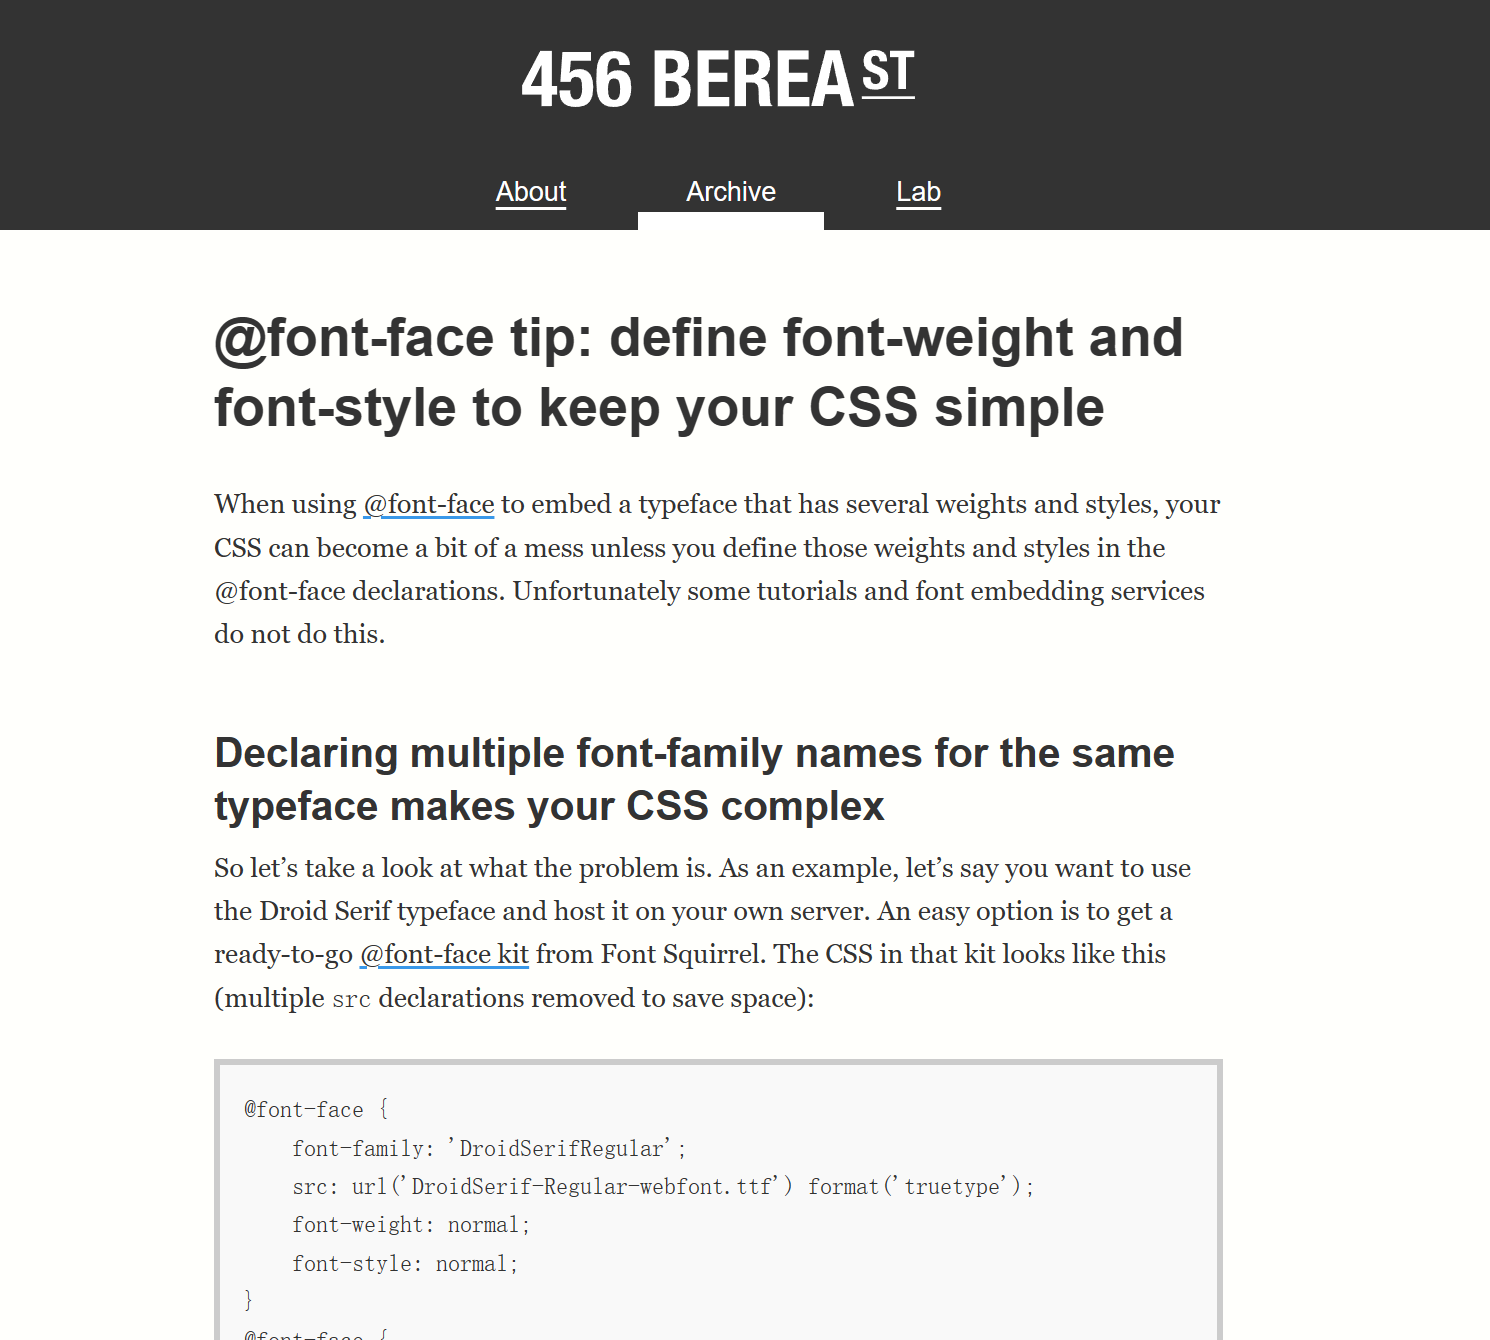 456 BEREA ST
About Archive Lab
@font-face tip: define font-weight and
font-style to keep your CSS simple
When using @font-face to embed a typeface that has several weights and styles, your
CSS can become a bit of a mess unless you define those weights and styles in the
@font-face declarations. Unfortunately some tutorials and font embedding services
do not do this.
Declaring multiple font-family names for the same
typeface makes your CSS complex
So let’s take a look at what the problem is. As an example, let’s say you want to use
the Droid Serif typeface and host it on your own server. An easy option is to get a
ready-to-go @font-face kit from Font Squirrel. The CSS in that kit looks like this
(multiple src declarations removed to save space):
@font-face {
    font-family: 'DroidSerifRegular';
    src: url('DroidSerif-Regular-webfont.ttf') format('truetype');
    font-weight: normal;
    font-style: normal;
}
@font-face {